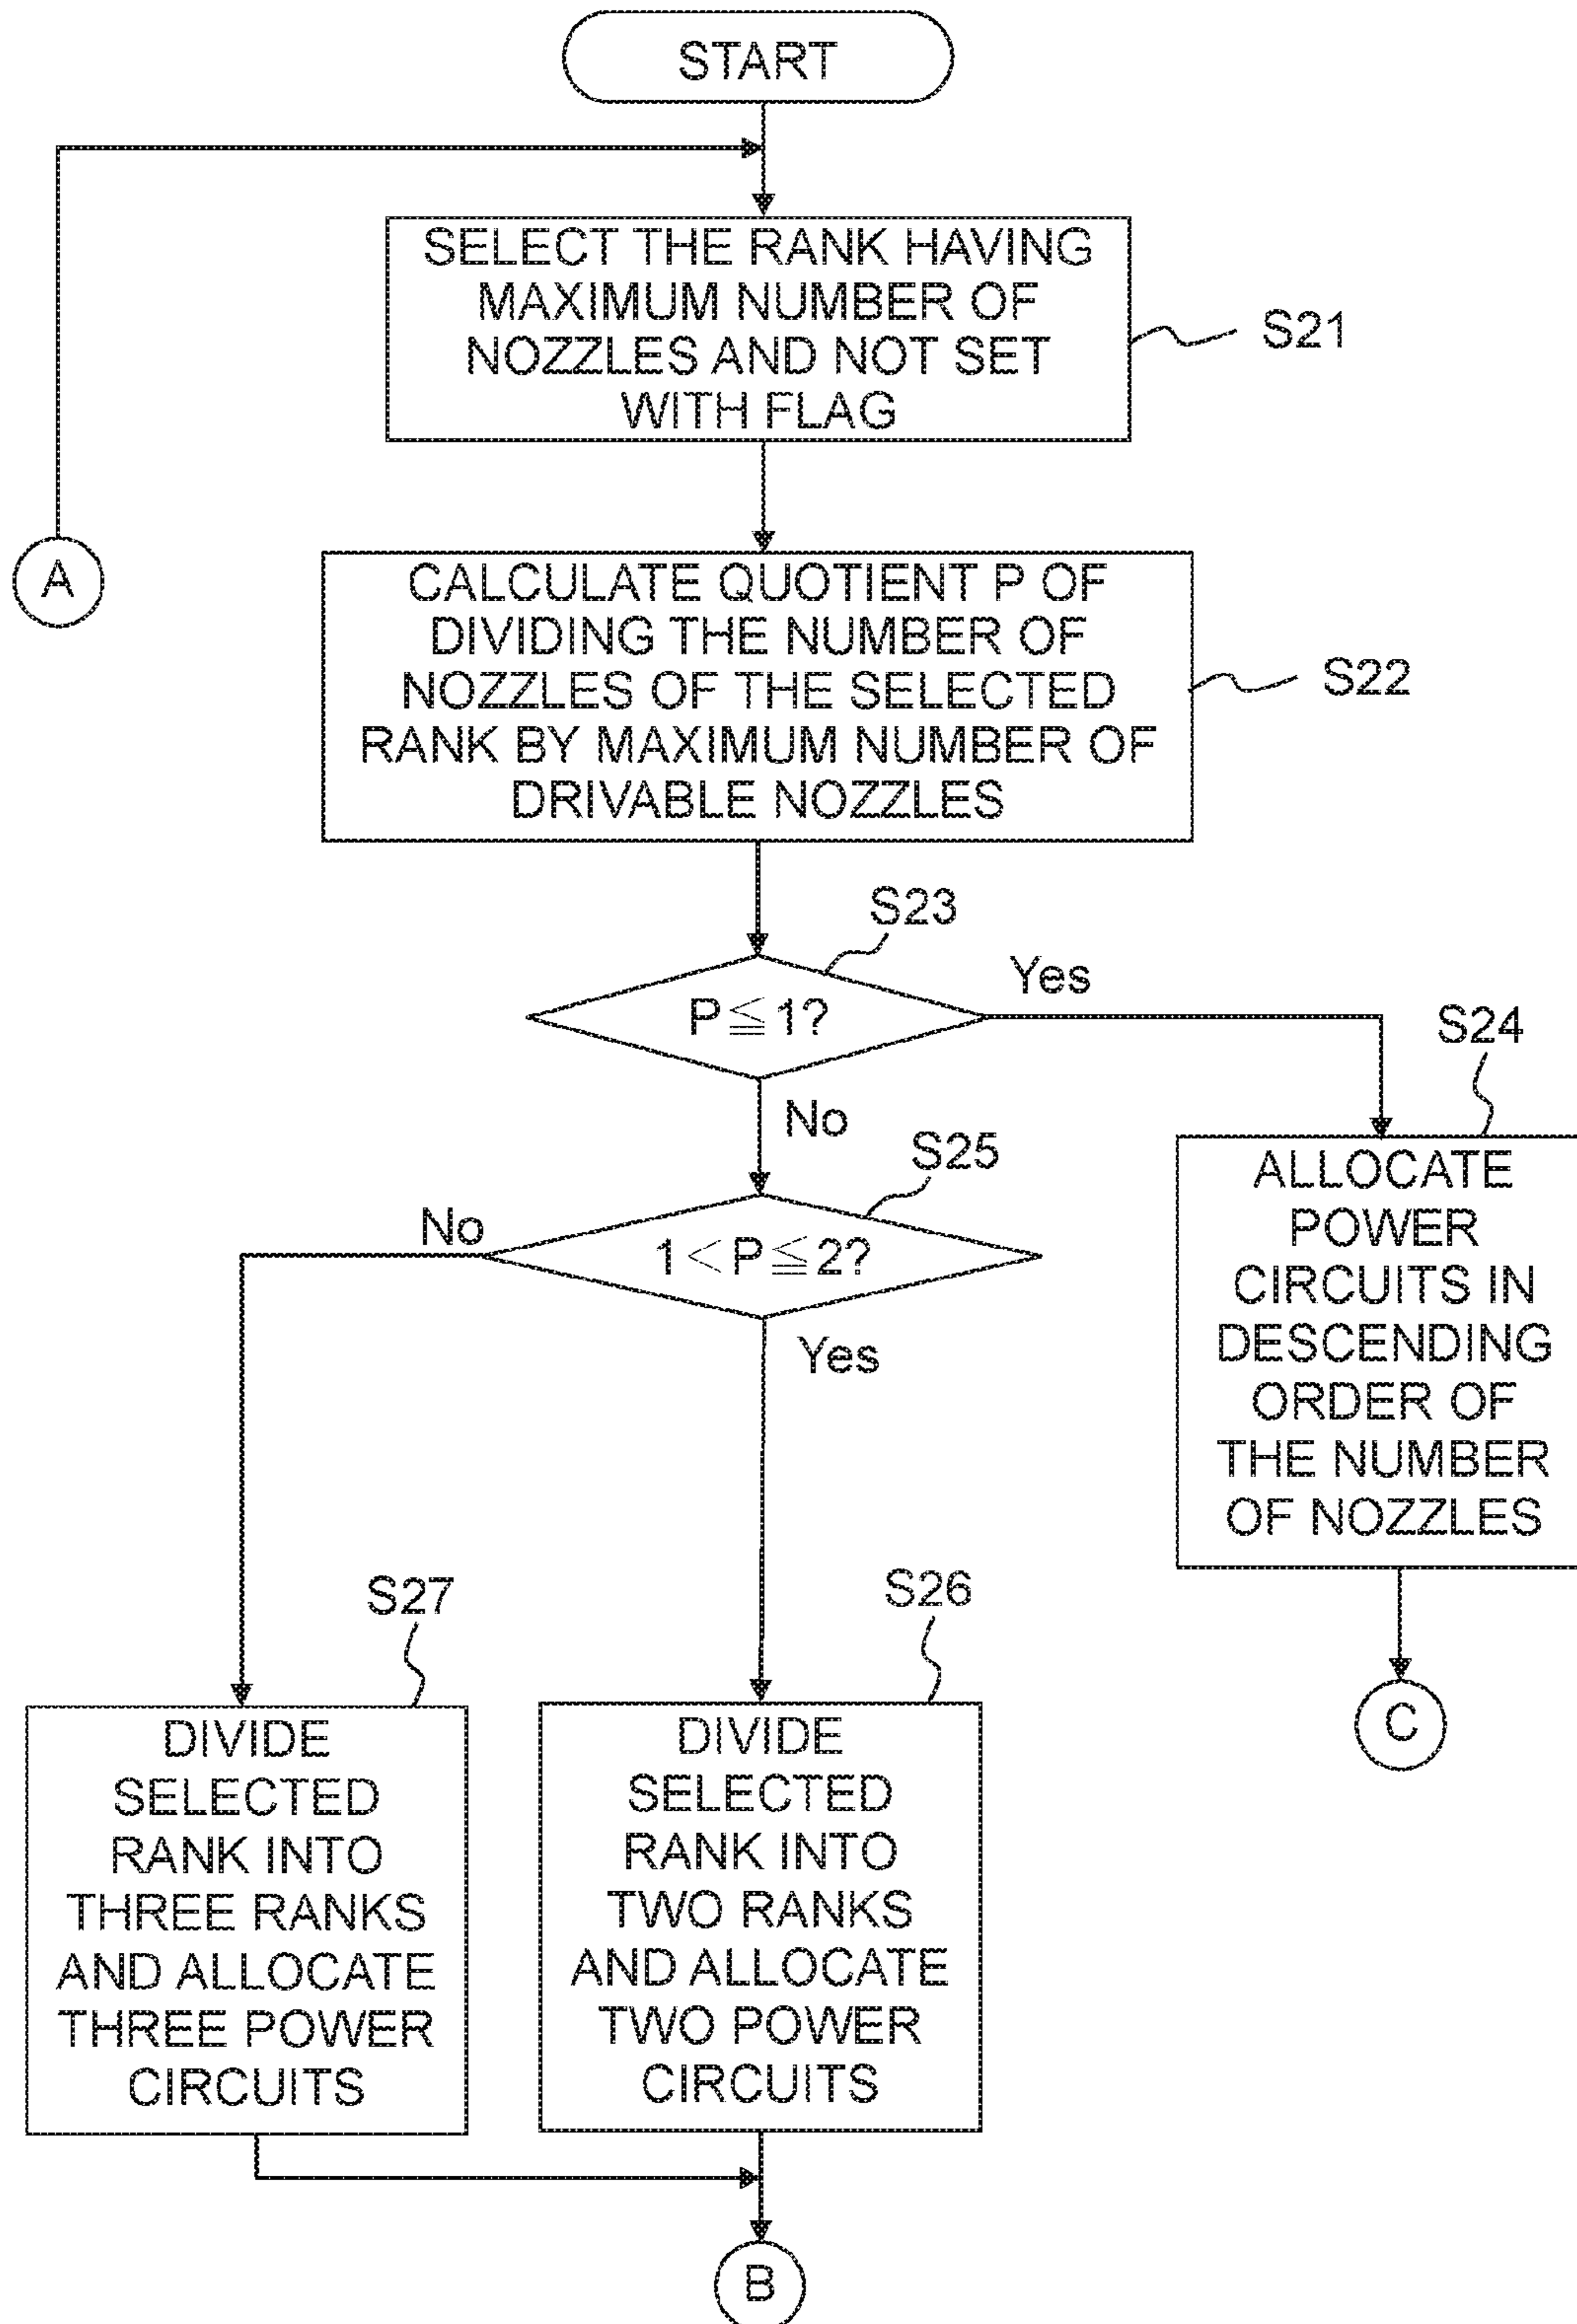 START
SELECT THE RANK HAVING
MAXIMUM NUMBER OF
NOZZLES AND NOT SET
WITH FLAG
S21
A
CALCULATE QUOTIENT P OF
DIVIDING THE NUMBER OF
NOZZLES OF THE SELECTED
RANK BY MAXIMUM NUMBER OF
DRIVABLE NOZZLES
S22
S23
P≦1?
Yes
No
S24
ALLOCATE
POWER
CIRCUITS IN
DESCENDING
ORDER OF
THE NUMBER
OF NOZZLES
C
S25
1<P≦2?
No
Yes
S27
DIVIDE
SELECTED
RANK INTO
THREE RANKS
AND ALLOCATE
THREE POWER
CIRCUITS
S26
DIVIDE
SELECTED
RANK INTO
TWO RANKS
AND ALLOCATE
TWO POWER
CIRCUITS
B